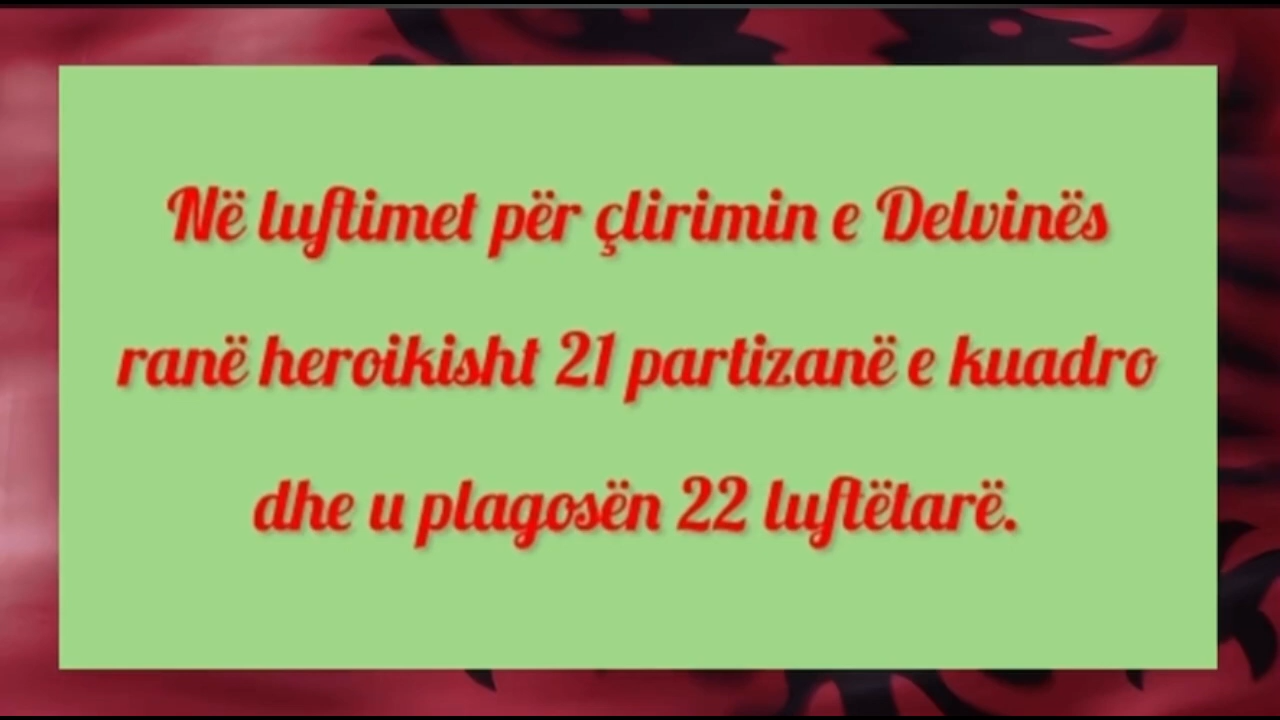 Në luftimet për çlirimin e Delvinës
ranë heroikisht 21 partizanë e kuadro
dhe u plagosën 22 luftëtarë.